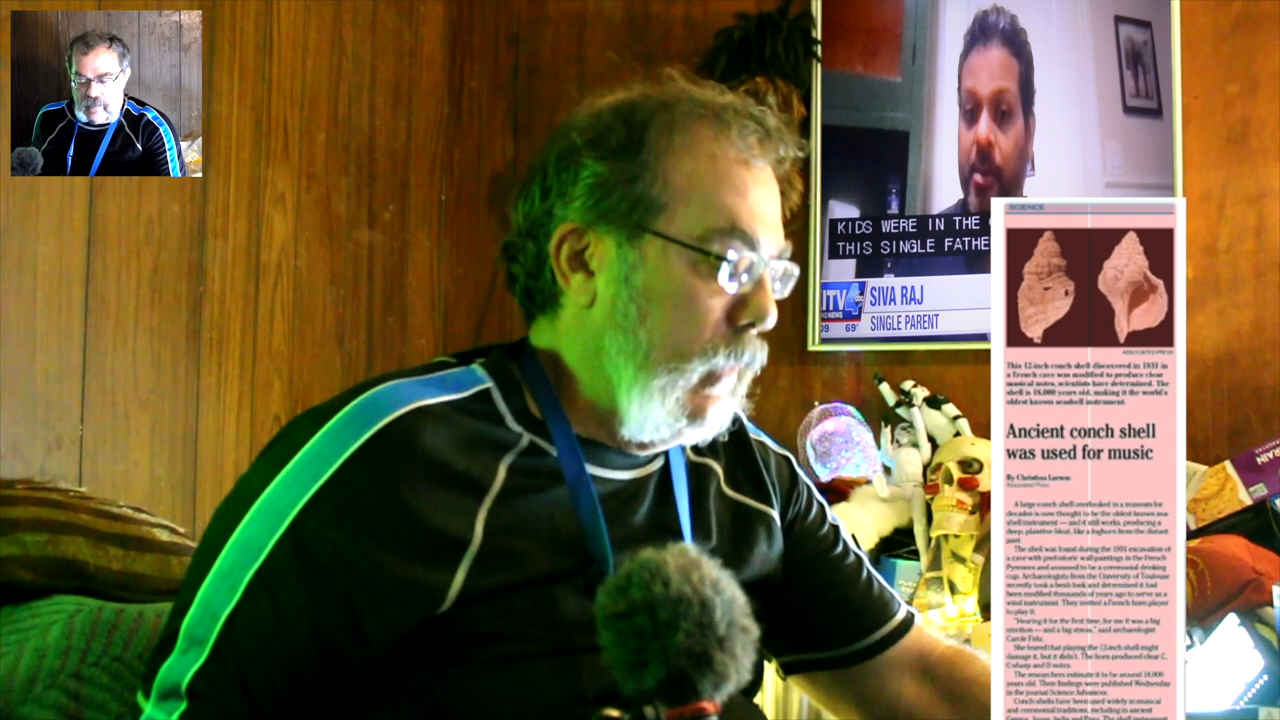 KIDS WERE IN THE
THIS SINGLE FATHE
SIVA RAJ
SINGLE PARENT
69°
SCIENCE
ASSOCIATED PRESS
This 12-inch conch shell discovered in 1931 in
a French cave was modified to produce clear
musical notes, scientists have determined. The
shell is 18,000 years old, making it the world's
oldest known seashell instrument.
Ancient conch shell
was used for music
By Christina Larson
Associated Press
A large conch shell overlooked in a museum for
decades is now thought to be the oldest known sea-
shell instrument — and it still works, producing a
deep, plaintive bleat, like a foghorn from the distant
past.
The shell was found during the 1931 excavation of
a cave with prehistoric wall paintings in the French
Pyrenees and assumed to be a ceremonial drinking
cup. Archaeologists from the University of Toulouse
recently took a fresh look and determined it had
been modified thousands of years ago to serve as a
wind instrument. They invited a French horn player
to play it.
"Hearing it for the first time, for me it was a big
emotion — and a big stress," said archaeologist
Carole Fritz.
She feared that playing the 12-inch shell might
damage it, but it didn't. The horn produced clear C,
C-sharp and D notes.
The researchers estimate it to be around 18,000
years old. Their findings were published Wednesday
in the journal Science Advances.
Conch shells have been used widely in musical
and ceremonial traditions, including in ancient